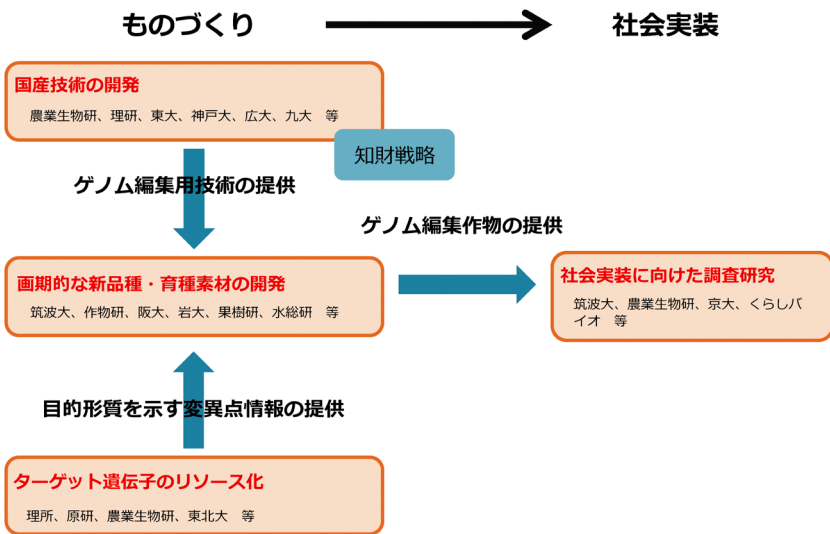 ものづくり
社会実装
国産技術の開発
農業生物研、理研、東大、神戸大、広大、九大　等
知財戦略
ゲノム編集用技術の提供
ゲノム編集作物の提供
画期的な新品種・育種素材の開発
筑波大、作物研、阪大、岩大、果樹研、水総研　等
社会実装に向けた調査研究
筑波大、農業生物研、京大、くらしバ
イオ　等
目的形質を示す変異点情報の提供
ターゲット遺伝子のリソース化
理所、原研、農業生物研、東北大　等